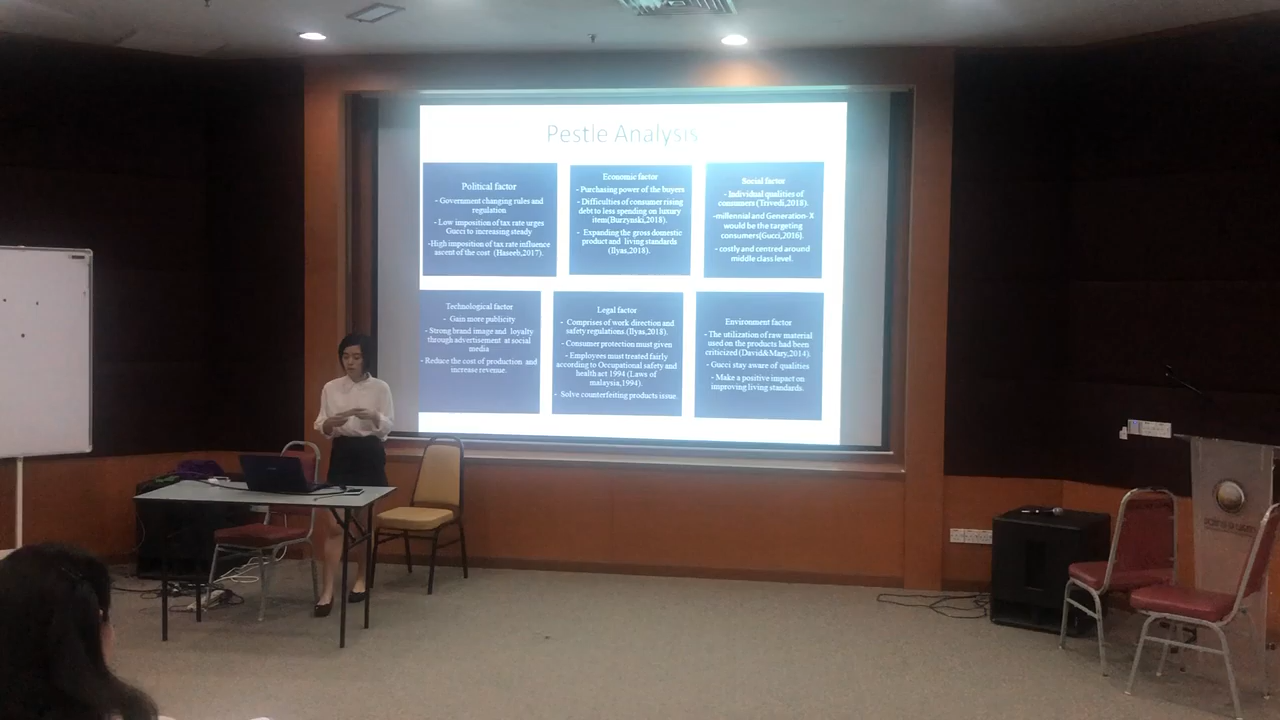 Pestle Analysis
Political factor
- Government changing rules and
regulation
- Low imposition of tax rate urges
Gucci to increasing steady
-High imposition of tax rate influence
ascent of the cost (Haseeb,2017).
Economic factor
- Purchasing power of the buyers
- Difficulties of consumer rising
debt to less spending on luxury
item(Burzynski,2018).
- Expanding the gross domestic
product and living standards
(Ilyas,2018).
Social factor
- Individual qualities of
consumers (Trivedi,2018).
-millennial and Generation- X
would be the targeting
consumers(Gucci,2016).
- costly and centred around
middle class level.
Technological factor
- Gain more publicity
- Strong brand image and loyalty
through advertisement at social
media
- Reduce the cost of production and
increase revenue.
Legal factor
- Comprises of work direction and
safety regulations.(Ilyas,2018).
- Consumer protection must given
- Employees must treated fairly
according to Occupational safety and
health act 1994 (Laws of
malaysia,1994).
- Solve counterfeiting products issue.
Environment factor
- The utilization of raw material
used on the products had been
criticized (David&Mary,2014).
- Gucci stay aware of qualities
- Make a positive impact on
improving living standards.